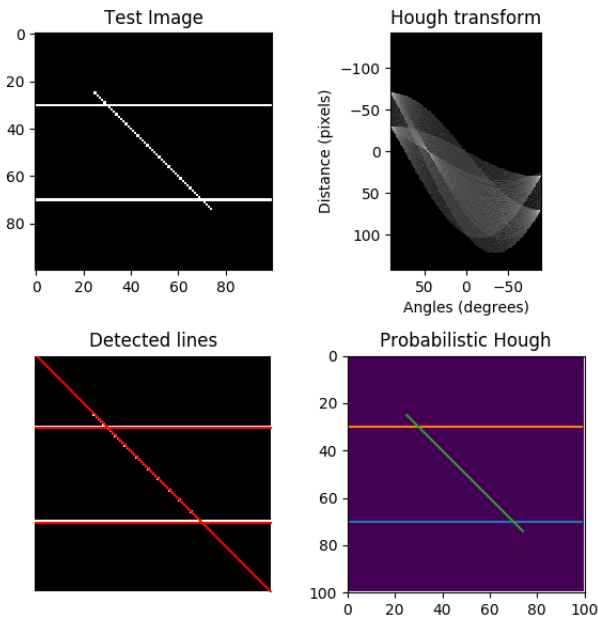 Test Image
0
20
40
60
80
0 20 40 60 80
Hough transform
Distance (pixels)
−100
−50
0
50
100
50 0 −50
Angles (degrees)
Detected lines
Probabilistic Hough
0
20
40
60
80
100
0 20 40 60 80 100